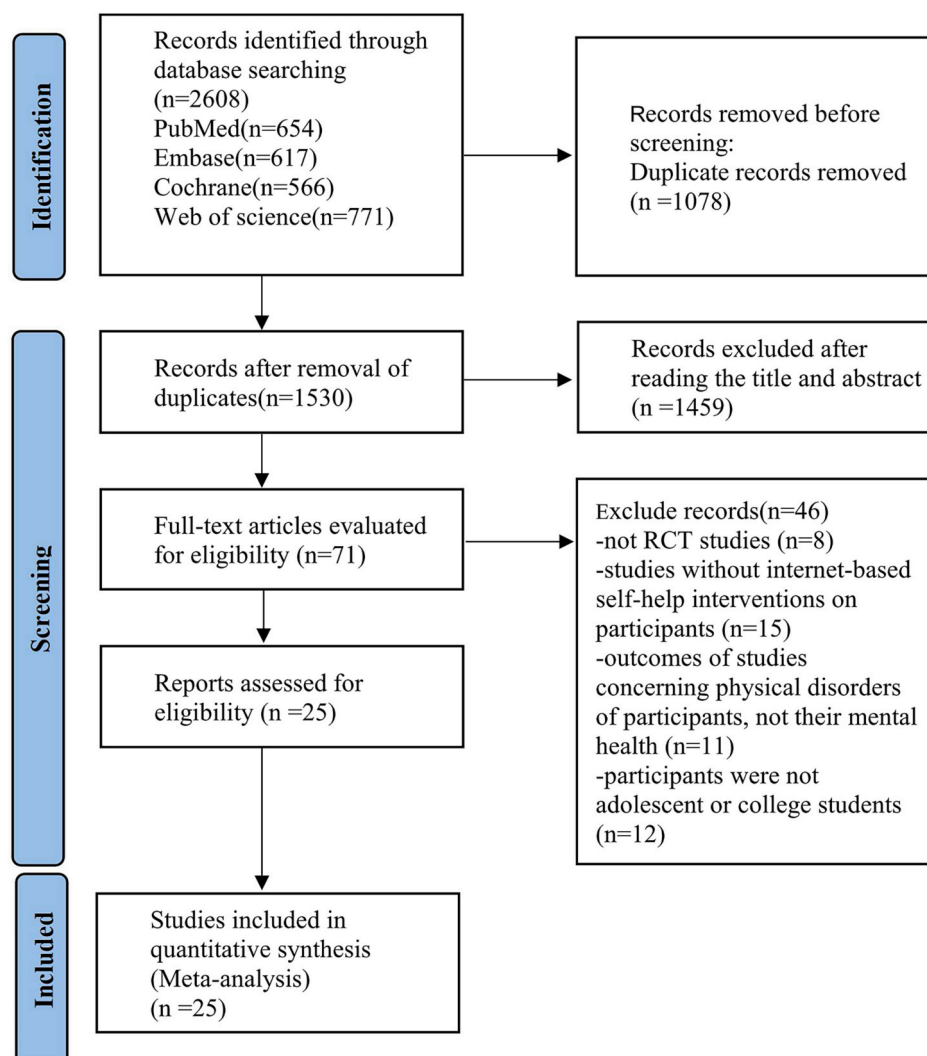 Identification
Records identified through
database searching
(n=2608)
PubMed(n=654)
Embase(n=617)
Cochrane(n=566)
Web of science(n=771)
Records removed before
screening:
Duplicate records removed
(n =1078)
Screening
Records after removal of
duplicates(n=1530)
Records excluded after
reading the title and abstract
(n =1459)
Full-text articles evaluated
for eligibility (n=71)
Exclude records(n=46)
-not RCT studies (n=8)
-studies without internet-based
self-help interventions on
participants (n=15)
-outcomes of studies
concerning physical disorders
of participants, not their mental
health (n=11)
-participants were not
adolescent or college students
(n=12)
Reports assessed for
eligibility (n =25)
Included
Studies included in
quantitative synthesis
(Meta-analysis)
(n =25)